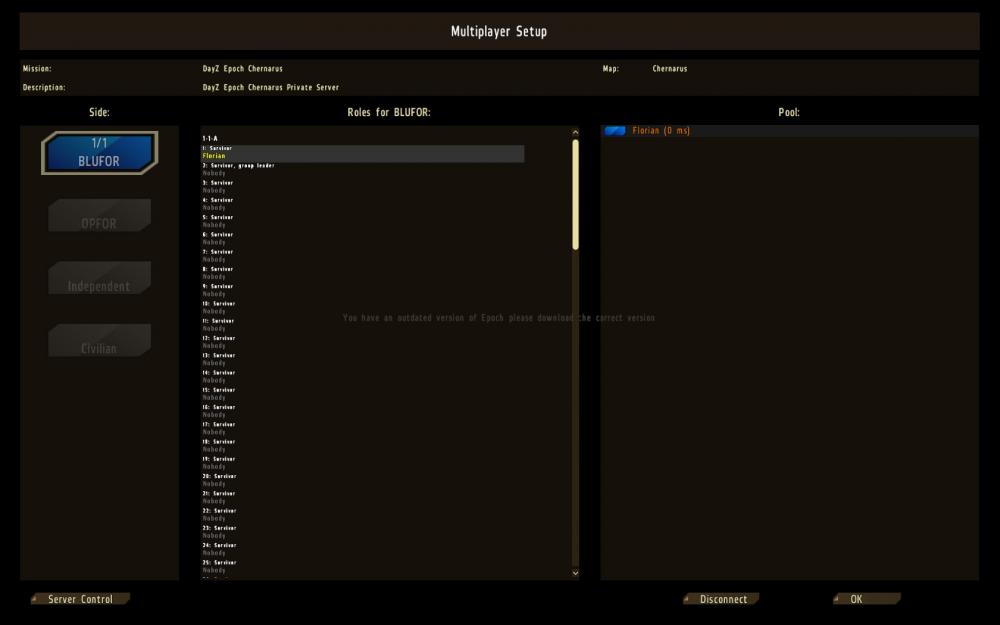 Multiplayer Setup
Mission: DayZ Epoch Chernarus Map: Chernarus
Description: DayZ Epoch Chernarus Private Server
Side: Roles for BLUFOR: Pool:
1/1
BLUFOR
OPFOR
Independent
Civilian
1-1-A
1: Survivor
Florian
2: Survivor, group leader
Nobody
3: Survivor
Nobody
4: Survivor
Nobody
5: Survivor
Nobody
6: Survivor
Nobody
7: Survivor
Nobody
8: Survivor
Nobody
9: Survivor
Nobody
10: Survivor
Nobody
11: Survivor
Nobody
12: Survivor
Nobody
13: Survivor
Nobody
14: Survivor
Nobody
15: Survivor
Nobody
16: Survivor
Nobody
17: Survivor
Nobody
18: Survivor
Nobody
19: Survivor
Nobody
20: Survivor
Nobody
21: Survivor
Nobody
22: Survivor
Nobody
23: Survivor
Nobody
24: Survivor
Nobody
25: Survivor
Nobody
You have an outdated version of Epoch please download the correct version
Florian (0 ms)
Server Control Disconnect OK